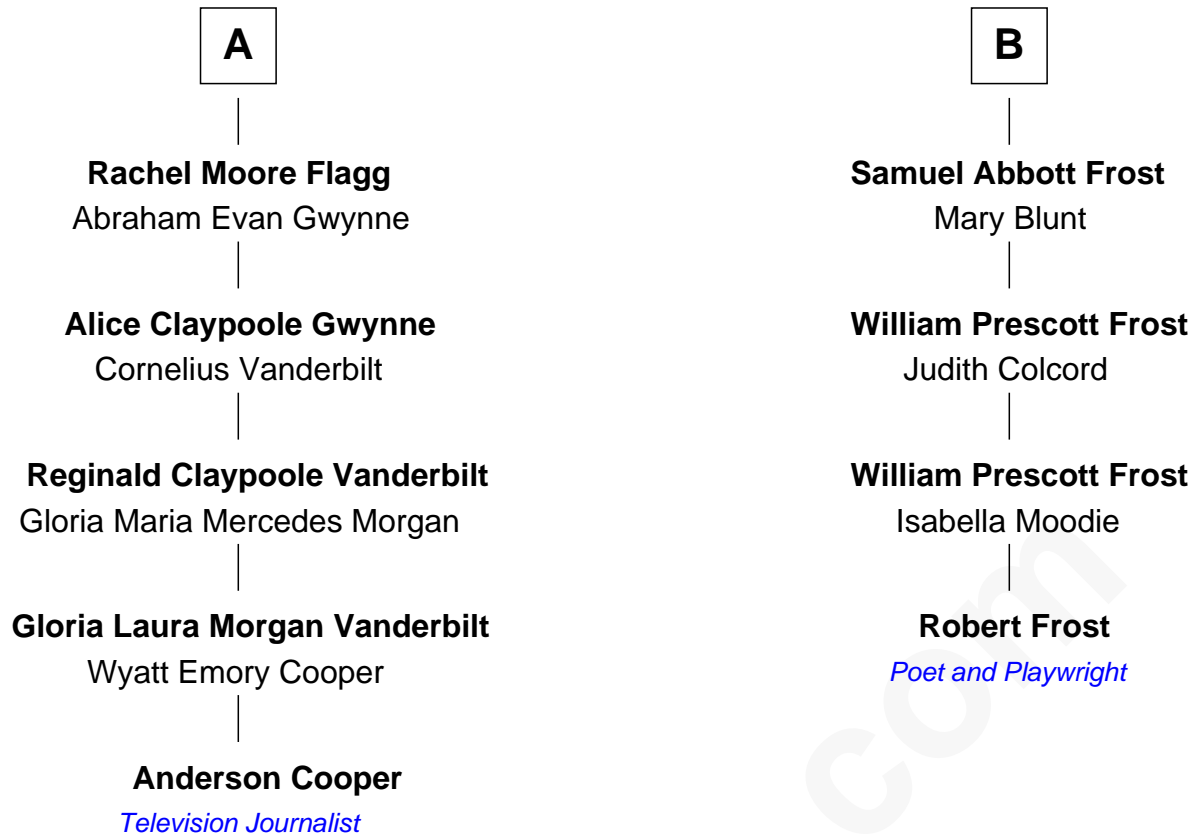 A
Rachel Moore Flagg
Abraham Evan Gwynne
Alice Claypoole Gwynne
Cornelius Vanderbilt
Reginald Claypoole Vanderbilt
Gloria Maria Mercedes Morgan
Gloria Laura Morgan Vanderbilt
Wyatt Emory Cooper
Anderson Cooper
Television Journalist
B
Samuel Abbott Frost
Mary Blunt
William Prescott Frost
Judith Colcord
William Prescott Frost
Isabella Moodie
Robert Frost
Poet and Playwright
com